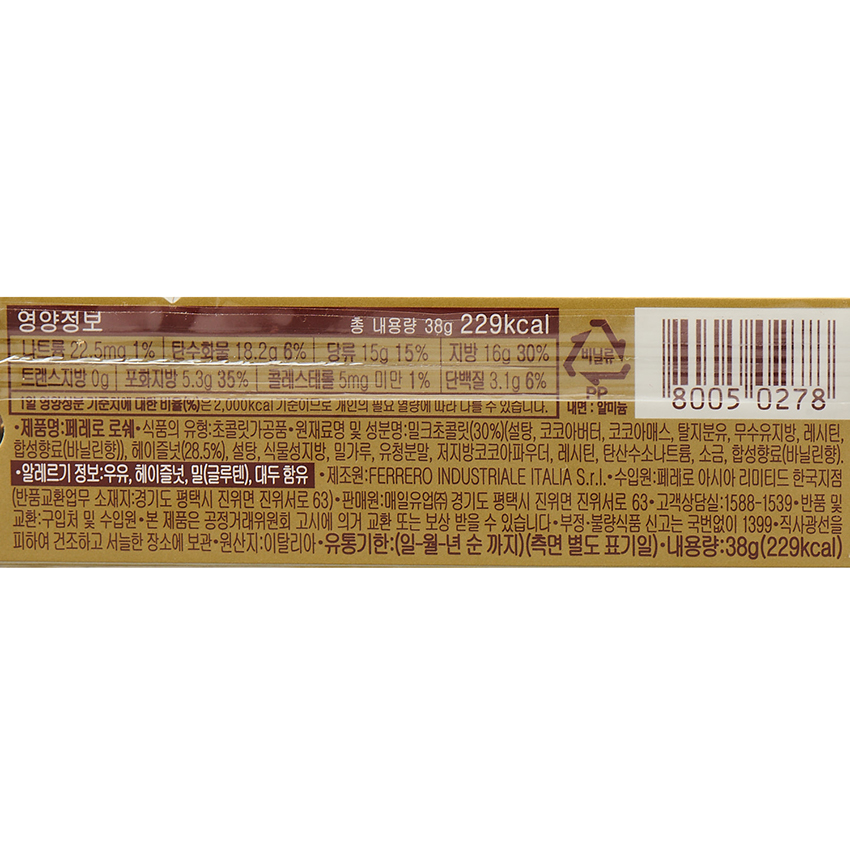 영양정보 총 내용량 38g 229kcal
나트륨 22.5mg 1% 탄수화물 18.2g 6% 당류 15g 15% 지방 16g 30%
트랜스지방 0g 포화지방 5.3g 35% 콜레스테롤 5mg 미만 1% 단백질 3.1g 6%
1일 영양성분 기준치에 대한 비율(%)은 2,000kcal 기준이므로 개인의 필요 열량에 따라 다를 수 있습니다.
비닐류
PP
내면 : 알미늄
8005 0278
•제품명:페레로 로쉐•식품의 유형:초콜릿가공품•원재료명 및 성분명:밀크초콜릿(30%)(설탕, 코코아버터, 코코아매스, 탈지분유, 무수유지방, 레시틴,
합성향료(바닐린향)), 헤이즐넛(28.5%), 설탕, 식물성유지방, 밀가루, 유청분말, 저지방코코아파우더, 레시틴, 탄산수소나트륨, 소금, 합성향료(바닐린향).
•알레르기 정보:우유, 헤이즐넛, 밀(글루텐), 대두 함유 •제조원:FERRERO INDUSTRIALE ITALIA S.r.l.•수입원:페레로 아시아 리미티드 한국지점
(반품교환업무 소재지:경기도 평택시 진위면 진위서로 63)•판매원:매일유업㈜ 경기도 평택시 진위면 진위서로 63•고객상담실:1588-1539•반품 및
교환:구입처 및 수입원•본 제품은 공정거래위원회 고시에 의거 교환 또는 보상 받을 수 있습니다•부정·불량식품 신고는 국번없이 1399•직사광선을
피하여 건조하고 서늘한 장소에 보관•원산지:이탈리아•유통기한:(일-월-년 순 까지)(측면 별도 표기일)•내용량:38g(229kcal)